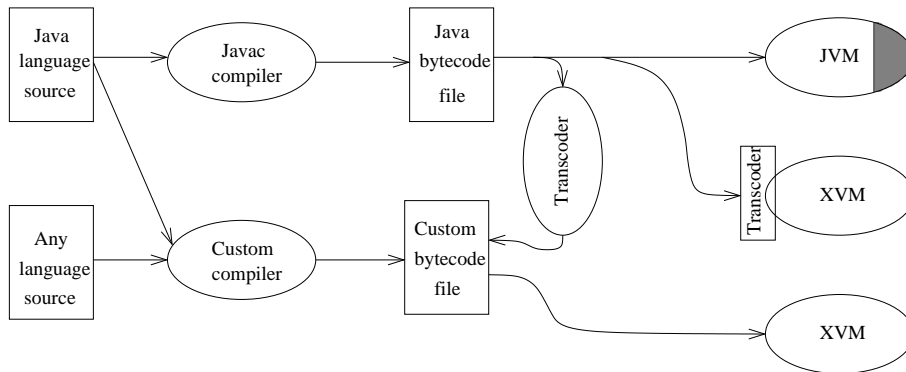 Java
language
source
Javac
compiler
Java
bytecode
file
JVM
Transcoder
Transcoder
XVM
Any
language
source
Custom
compiler
Custom
bytecode
file
XVM